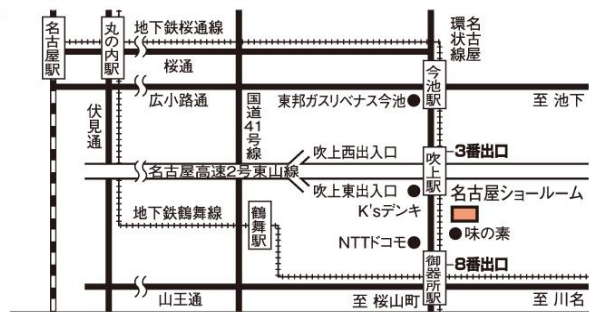 名古屋駅
丸の内駅
地下鉄桜通線
桜通
名古屋
環状線
今池駅
広小路通
東邦ガスリベナス今池
至 池下
伏見通
国道41号線
吹上西出入口
3番出口
吹上駅
名古屋高速2号東山線
吹上東出入口
名古屋ショールーム
K'sデンキ
地下鉄鶴舞線
鶴舞駅
味の素
NTTドコモ
御器所駅
8番出口
山王通
至 桜山町
至 川名